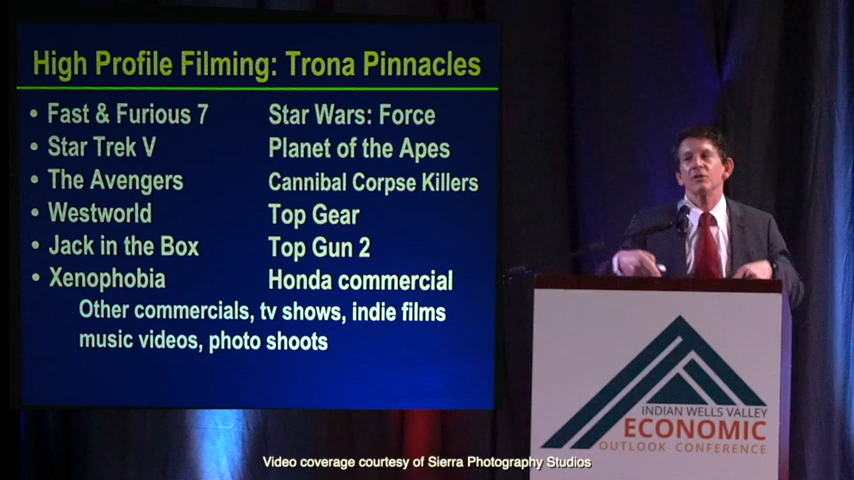 High Profile Filming: Trona Pinnacles
• Fast & Furious 7 Star Wars: Force
• Star Trek V Planet of the Apes
• The Avengers Cannibal Corpse Killers
• Westworld Top Gear
• Jack in the Box Top Gun 2
• Xenophobia Honda commercial
Other commercials, tv shows, indie films
music videos, photo shoots
INDIAN WELLS VALLEY
ECONOMIC
OUTLOOK CONFERENCE
Video coverage courtesy of Sierra Photography Studios